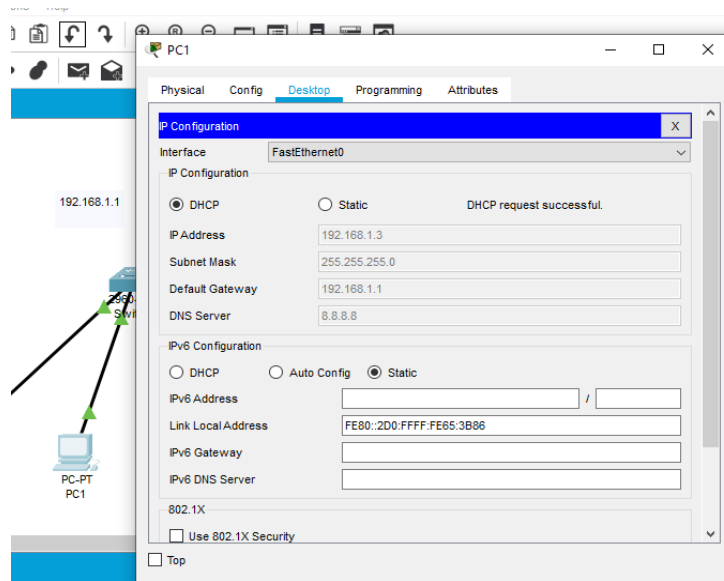 PC1
Physical Config Desktop Programming Attributes
IP Configuration X
Interface FastEthernet0
IP Configuration
DHCP Static DHCP request successful.
IP Address 192.168.1.3
Subnet Mask 255.255.255.0
Default Gateway 192.168.1.1
DNS Server 8.8.8.8
IPv6 Configuration
DHCP Auto Config Static
IPv6 Address /
Link Local Address FE80::2D0:FFFF:FE65:3B86
IPv6 Gateway
IPv6 DNS Server
802.1X
Use 802.1X Security
Top
192.168.1.1
2960-
Swit
PC-PT
PC1